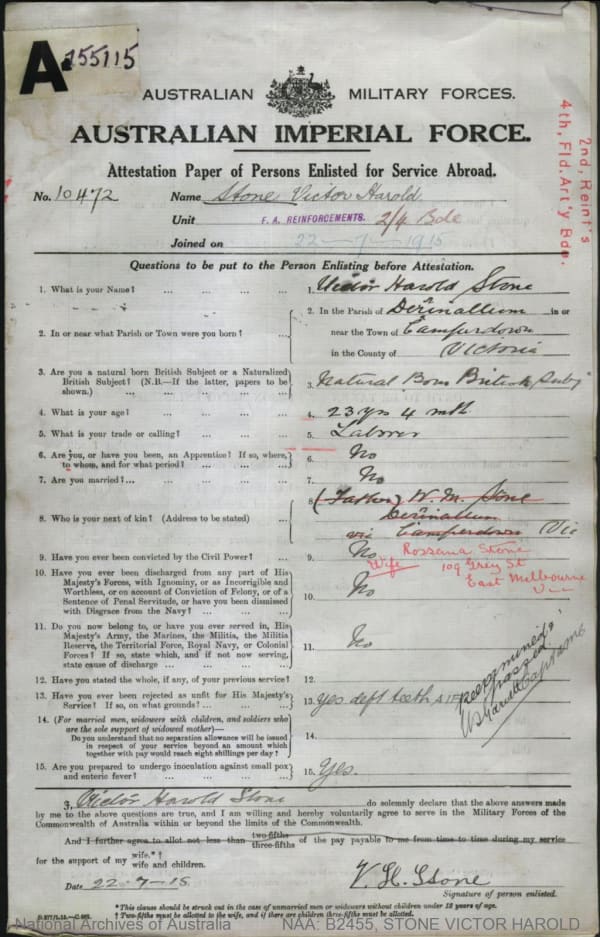 A
A 255115
AUSTRALIAN MILITARY FORCES.
AUSTRALIAN IMPERIAL FORCE.
Attestation Paper of Persons Enlisted for Service Abroad.
2nd, Reint's
4th, Fld, Art'y Bde.
No. 10472 Name Stone Victor Harold
Unit F. A. REINFORCEMENTS. 2/4 Bde
Joined on 22-7-1915
Questions to be put to the Person Enlisting before Attestation.
1. What is your Name? ... ... ... 1. Victor Harold Stone
2. In or near what Parish or Town were you born? ... 2. In the Parish of Derinallum in or
near the Town of Camperdown
in the County of Victoria
3. Are you a natural born British Subject or a Naturalized
British Subject? (N.B.—If the latter, papers to be
shown.) ... ... ... ... 3. Natural Born British Subj
4. What is your age? ... ... ... 4. 23 yrs 4 mth
5. What is your trade or calling? ... ... ... 5. Laborer
6. Are you, or have you been, an Apprentice? If so, where,
to whom, and for what period? ... ... 6. No
7. Are you married? ... ... ... ... 7. No
8. Who is your next of kin? (Address to be stated) ... 8. (Father) W. M. Stone
Derinallum
via Camperdown Vic
Wife Rossema Stone
109 Grey St
East Melbourne
9. Have you ever been convicted by the Civil Power? ... 9. No
10. Have you ever been discharged from any part of His
Majesty's Forces, with Ignominy, or as Incorrigible and
Worthless, or on account of Conviction of Felony, or of a
Sentence of Penal Servitude, or have you been dismissed
with Disgrace from the Navy? ... ... 10. No
11. Do you now belong to, or have you ever served in, His
Majesty's Army, the Marines, the Militia, the Militia
Reserve, the Territorial Force, Royal Navy, or Colonial
Forces? If so, state which, and if not now serving,
state cause of discharge ... ... ... 11. No
12. Have you stated the whole, if any, of your previous service?
13. Have you ever been rejected as unfit for His Majesty's
Service? If so, on what grounds? ... ... 13. Yes deft teeth AIF
reexamined &
passed
14. (For married men, widowers with children, and soldiers who
are the sole support of widowed mother)—
Do you understand that no separation allowance will be issued
in respect of your service beyond an amount which
together with pay would reach eight shillings per day? 14.
15. Are you prepared to undergo inoculation against small pox
and enteric fever? ... ... ... ... 15. Yes.
I, Victor Harold Stone do solemnly declare that the above answers made
by me to the above questions are true, and I am willing and hereby voluntarily agree to serve in the Military Forces of the
Commonwealth of Australia within or beyond the limits of the Commonwealth.
And I further agree to allot not less than two-fifths three-fifths of the pay payable to me from time to time during my service
for the support of my wife.* † wife and children.
Date 22-7-15 V. H. Stone
Signature of person enlisted.
* This clause should be struck out in the case of unmarried men or widowers without children under 18 years of age.
† Two-fifths must be allotted to the wife, and if there are children three-fifths must be allotted.
National Archives of Australia NAA: B2455, STONE VICTOR HAROLD